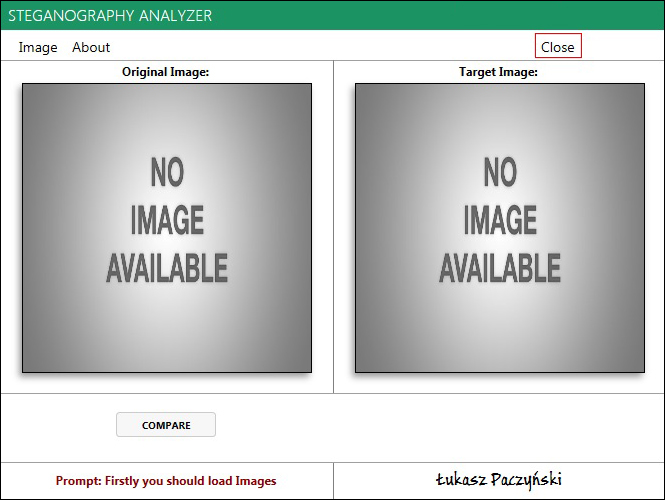 STEGANOGRAPHY ANALYZER
Image About Close
Original Image: Target Image:
NO
IMAGE
AVAILABLE
NO
IMAGE
AVAILABLE
COMPARE
Prompt: Firstly you should load Images
Łukasz Paczyński